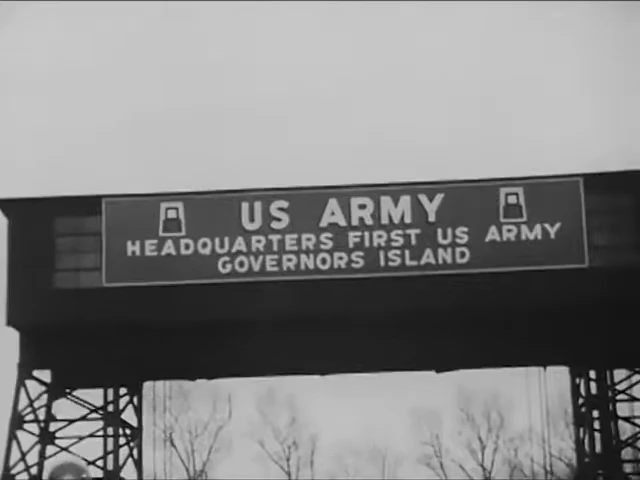 US ARMY
HEADQUARTERS FIRST US ARMY
GOVERNORS ISLAND